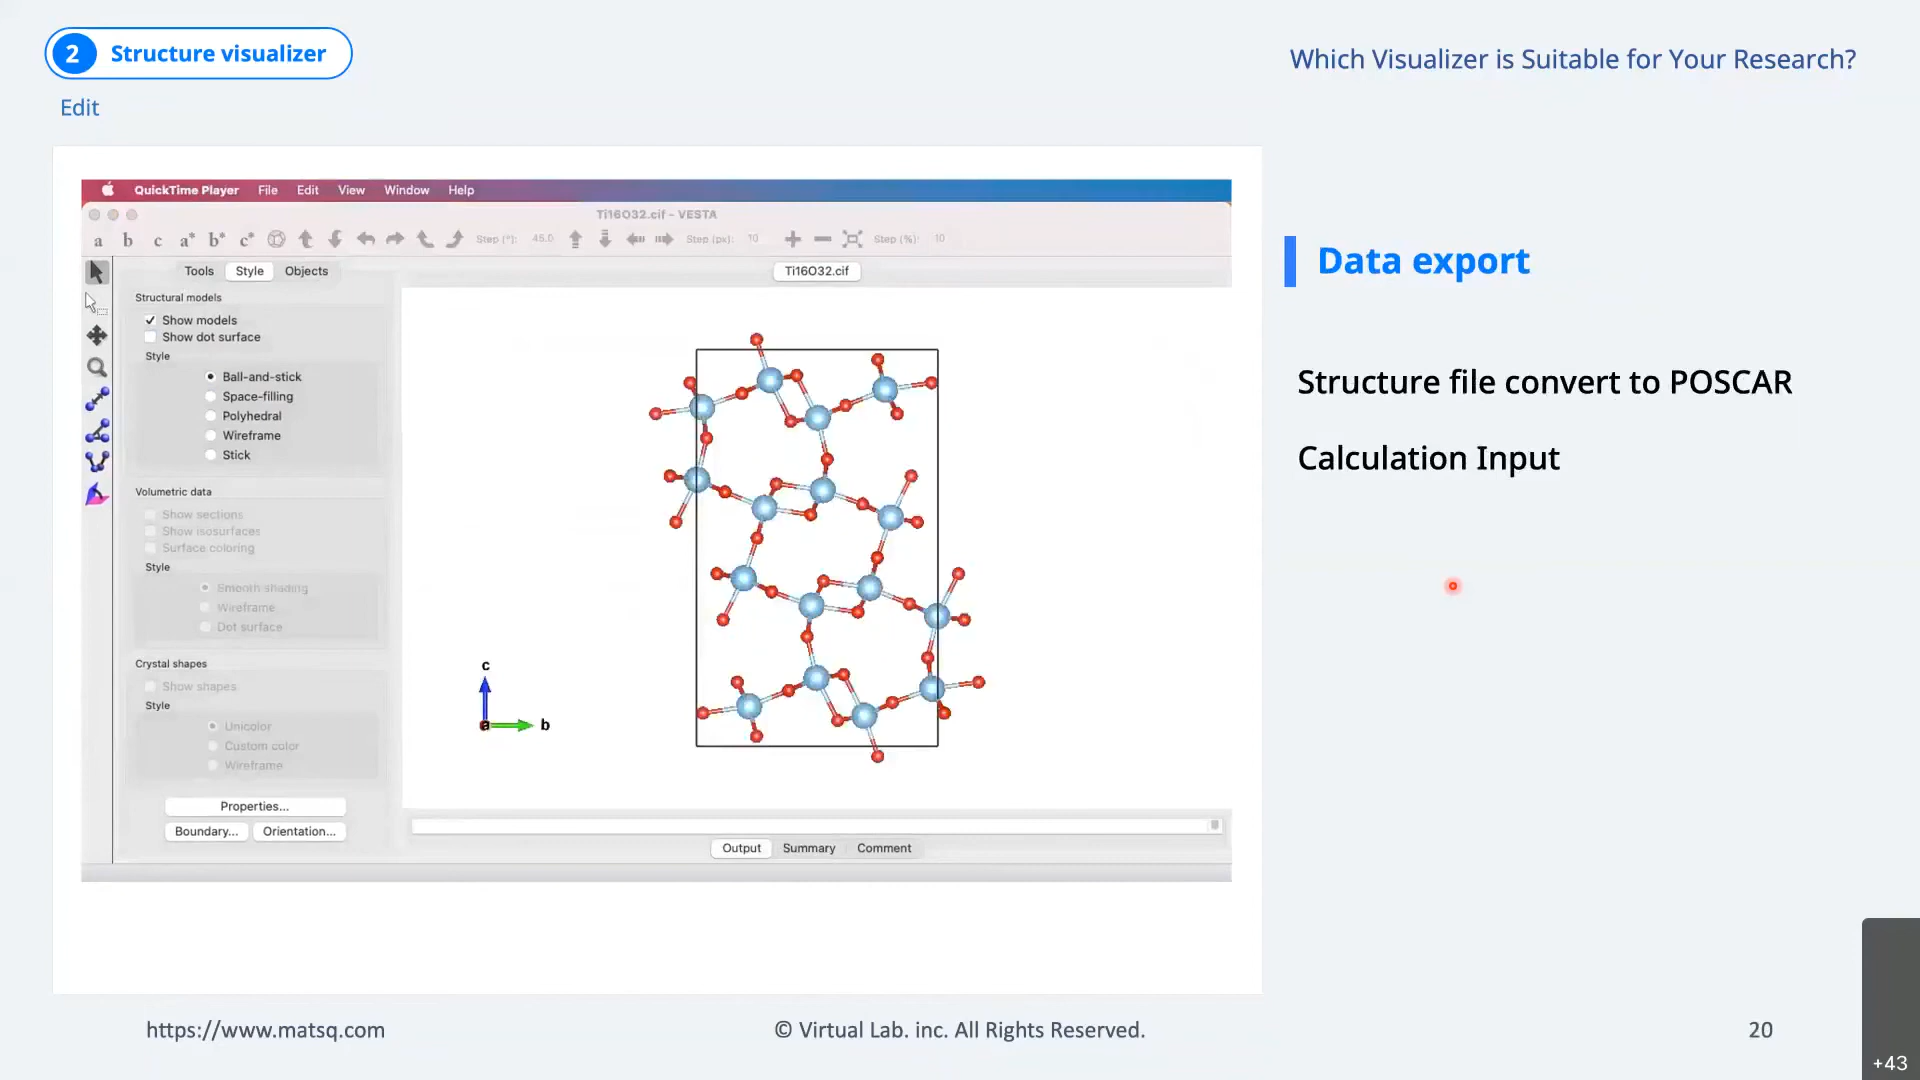 2 Structure visualizer
Which Visualizer is Suitable for Your Research?
Edit
QuickTime Player File Edit View Window Help
Ti16O32.cif - VESTA
a b c a* b* c* Step (°): 45.0 Step (px): 10 Step (%): 10
Tools Style Objects
Ti16O32.cif
Structural models
Show models
Show dot surface
Style
Ball-and-stick
Space-filling
Polyhedral
Wireframe
Stick
Volumetric data
Show sections
Show isosurfaces
Surface coloring
Style
Smooth shading
Wireframe
Dot surface
Crystal shapes
Show shapes
Style
Unicolor
Custom color
Wireframe
Properties...
Boundary... Orientation...
c
a b
Output Summary Comment
Data export
Structure file convert to POSCAR
Calculation Input
https://www.matsq.com
© Virtual Lab. inc. All Rights Reserved.
20
+43